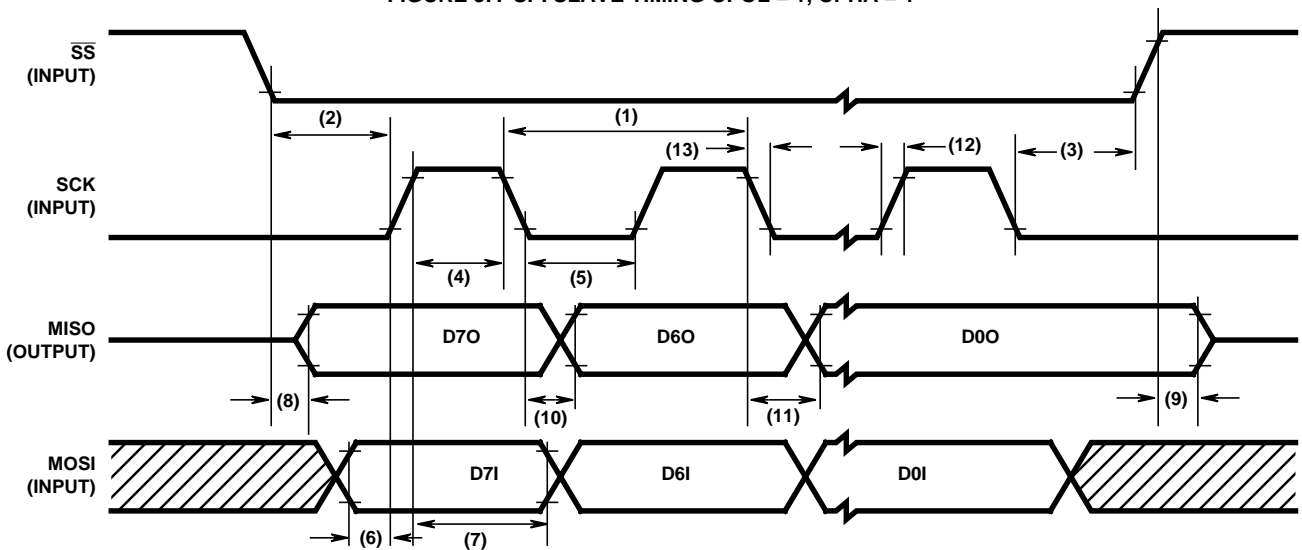 SS
(INPUT)
(2)
(1)
(13)
(12)
(3)
SCK
(INPUT)
(4)
(5)
MISO
(OUTPUT)
D7O
D6O
D0O
(8)
(10)
(11)
(9)
MOSI
(INPUT)
D7I
D6I
D0I
(6)
(7)